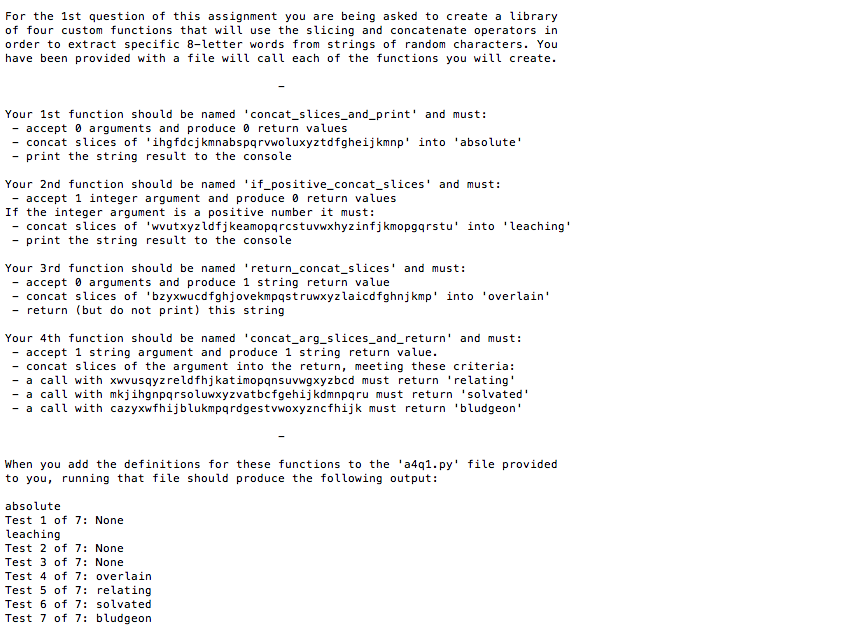 For the 1st question of this assignment you are being asked to create a library
of four custom functions that will use the slicing and concatenate operators in
order to extract specific 8-letter words from strings of random characters. You
have been provided with a file will call each of the functions you will create.
–
Your 1st function should be named 'concat_slices_and_print' and must:
- accept 0 arguments and produce 0 return values
- concat slices of 'ihgfdcjkmnabspqrvwoluxyztdfgheijkmnp' into 'absolute'
- print the string result to the console
Your 2nd function should be named 'if_positive_concat_slices' and must:
- accept 1 integer argument and produce 0 return values
If the integer argument is a positive number it must:
- concat slices of 'wvutxyzldfjkeamopqrcstuvwxhyzinfjkmopgqrstu' into 'leaching'
- print the string result to the console
Your 3rd function should be named 'return_concat_slices' and must:
- accept 0 arguments and produce 1 string return value
- concat slices of 'bzyxwucdfghjovekmpqstruwxyzlaicdfghnjkmp' into 'overlain'
- return (but do not print) this string
Your 4th function should be named 'concat_arg_slices_and_return' and must:
- accept 1 string argument and produce 1 string return value.
- concat slices of the argument into the return, meeting these criteria:
- a call with xwvusqyzreldfhjkatimopqnsuvwgxyzbcd must return 'relating'
- a call with mkjihgnpqrsoluwxyzvatbcfgehijkdmnpqru must return 'solvated'
- a call with cazyxwfhijblukmpqrdgestvwoxyzncfhijk must return 'bludgeon'
–
When you add the definitions for these functions to the 'a4q1.py' file provided
to you, running that file should produce the following output:
absolute
Test 1 of 7: None
leaching
Test 2 of 7: None
Test 3 of 7: None
Test 4 of 7: overlain
Test 5 of 7: relating
Test 6 of 7: solvated
Test 7 of 7: bludgeon